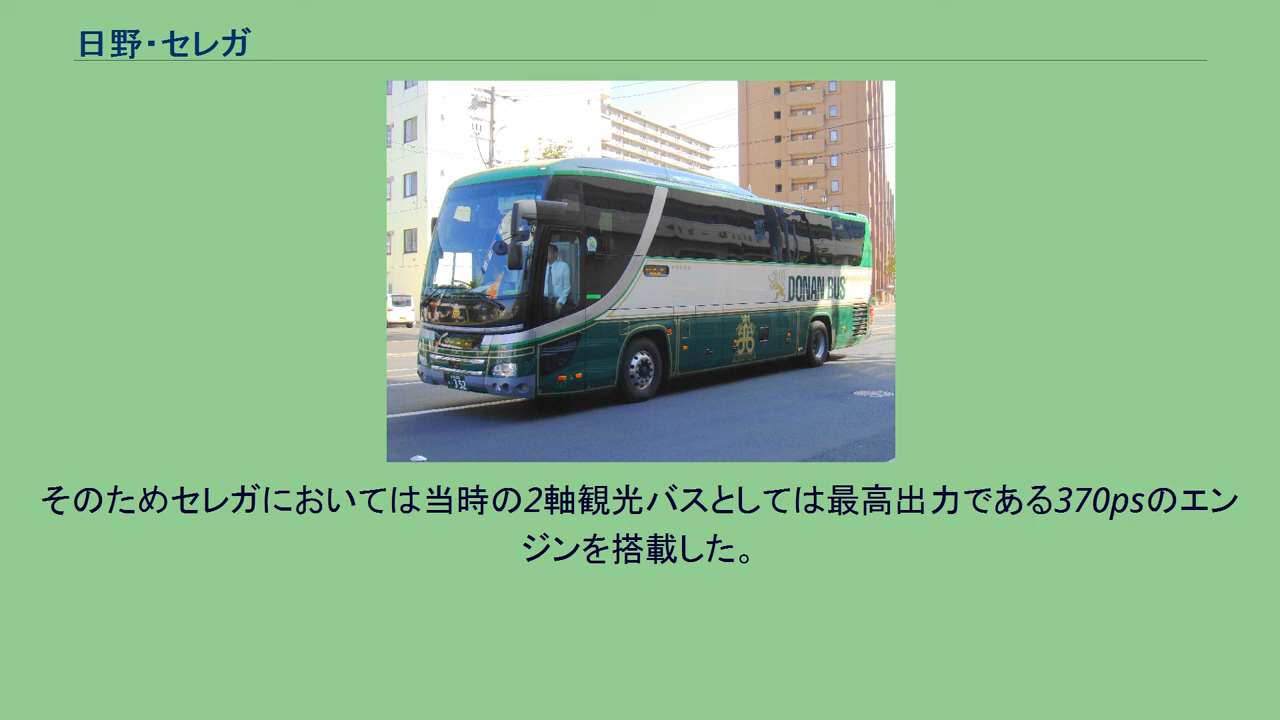 日野・セレガ
DONAN BUS
352
そのためセレガにおいては当時の2軸観光バスとしては最高出力である370psのエン
ジンを搭載した。